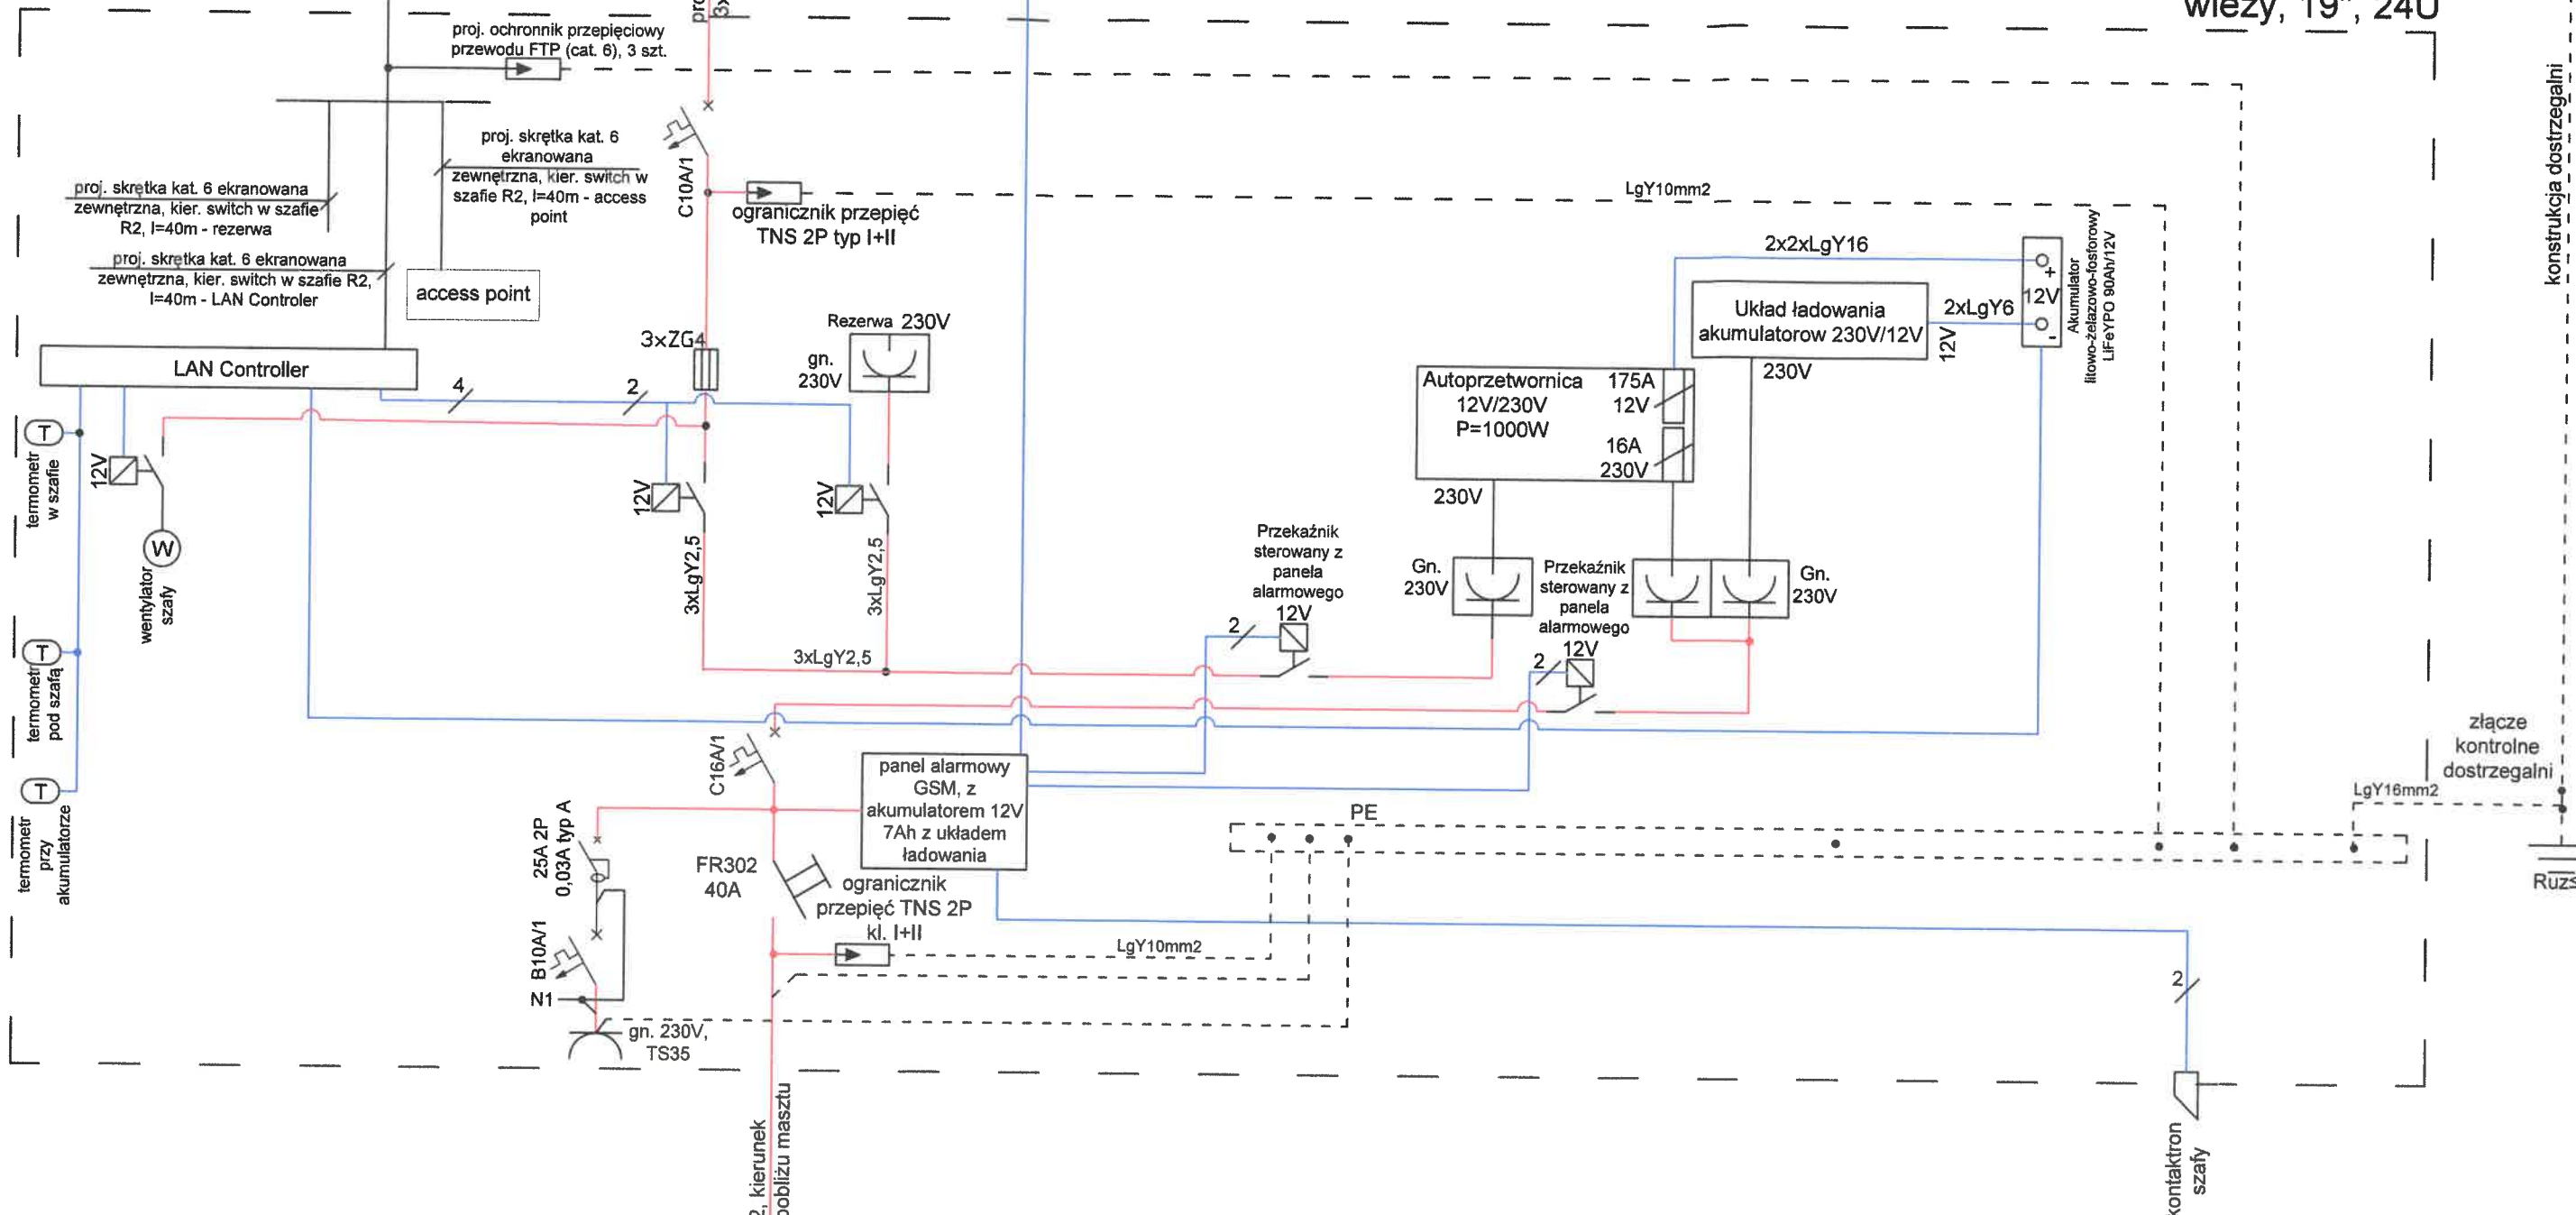 wieży, 19", 24U
proj. ochronnik przepięciowy
przewodu FTP (cat. 6), 3 szt.
proj. skrętka kat. 6
ekranowana
zewnętrzna, kier. switch w
szafie R2, l=40m - access
point
proj. skrętka kat. 6 ekranowana
zewnętrzna, kier. switch w szafie
R2, l=40m - rezerwa
proj. skrętka kat. 6 ekranowana
zewnętrzna, kier. switch w szafie R2,
l=40m - LAN Controler
access point
C10A/1
ogranicznik przepięć
TNS 2P typ I+II
LgY10mm2
konstrukcja dostrzegalni
LAN Controller
3xZG4
Rezerwa 230V
gn.
230V
4
2
2x2xLgY16
Układ ładowania
akumulatorow 230V/12V
2xLgY6
12V
+
12V
-
Akumulator
litowo-żelazowo-fosforowy
LiFeYPO 90Ah/12V
230V
Autoprzetwornica
12V/230V
P=1000W
175A
12V
16A
230V
230V
T
termometr
w szafie
12V
W
wentylator
szafy
12V
12V
3xLgY2,5
3xLgY2,5
3xLgY2,5
Przekaźnik
sterowany z
panela
alarmowego
12V
2
Gn.
230V
Przekaźnik
sterowany z
panela
alarmowego
12V
2
Gn.
230V
T
termometr
pod szafą
T
termometr
przy
akumulatorze
C16A/1
panel alarmowy
GSM, z
akumulatorem 12V
7Ah z układem
ładowania
25A 2P
0,03A typ A
FR302
40A
ogranicznik
przepięć TNS 2P
kl. I+II
B10A/1
N1
gn. 230V,
TS35
LgY10mm2
PE
LgY16mm2
złącze
kontrolne
dostrzegalni
2
kontaktron
szafy
kierunek
pobliżu masztu